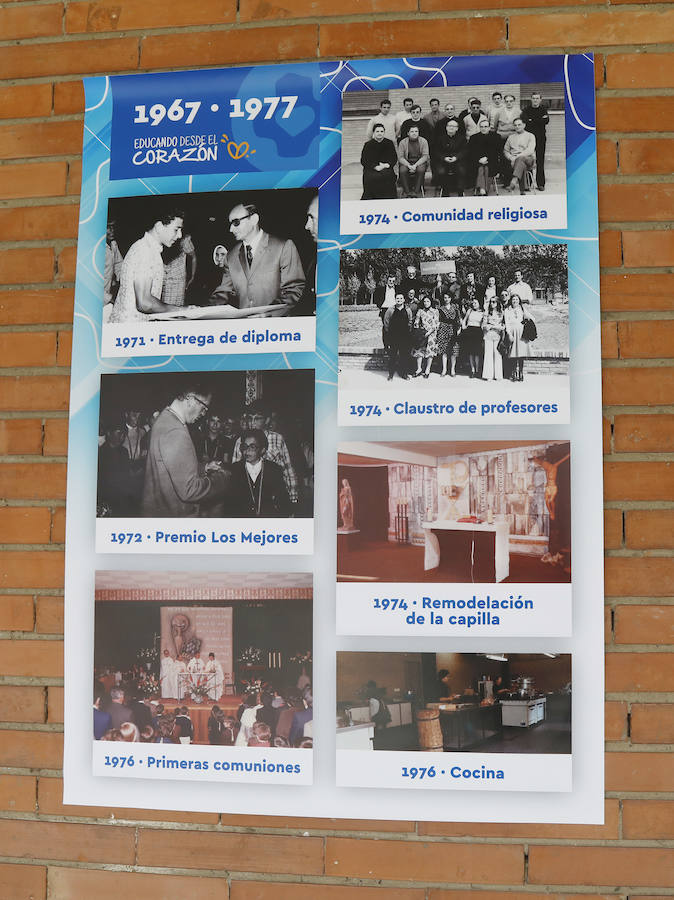 1967 · 1977
EDUCANDO DESDE EL
CORAZÓN
1971 · Entrega de diploma
1972 · Premio Los Mejores
1976 · Primeras comuniones
1974 · Comunidad religiosa
1974 · Claustro de profesores
1974 · Remodelación
de la capilla
1976 · Cocina